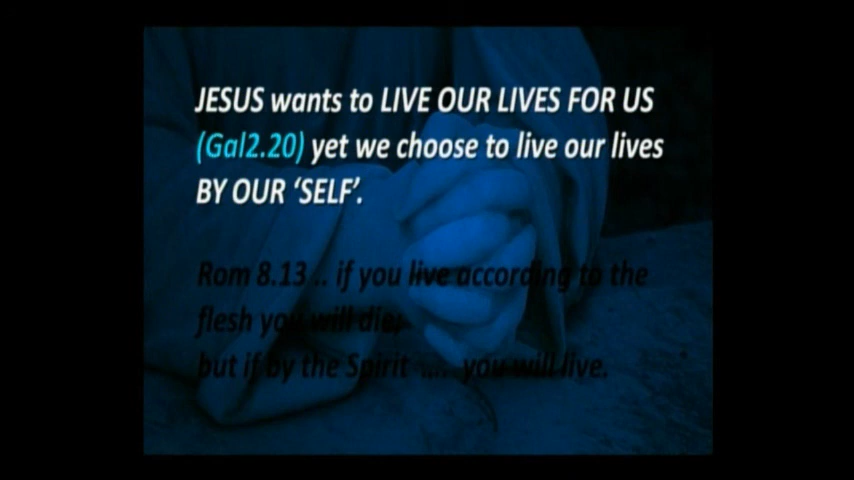 JESUS wants to LIVE OUR LIVES FOR US
(Gal2.20) yet we choose to live our lives
BY OUR ‘SELF’.
Rom 8.13 .. if you live according to the
flesh you will die;
but if by the Spirit .... you will live.